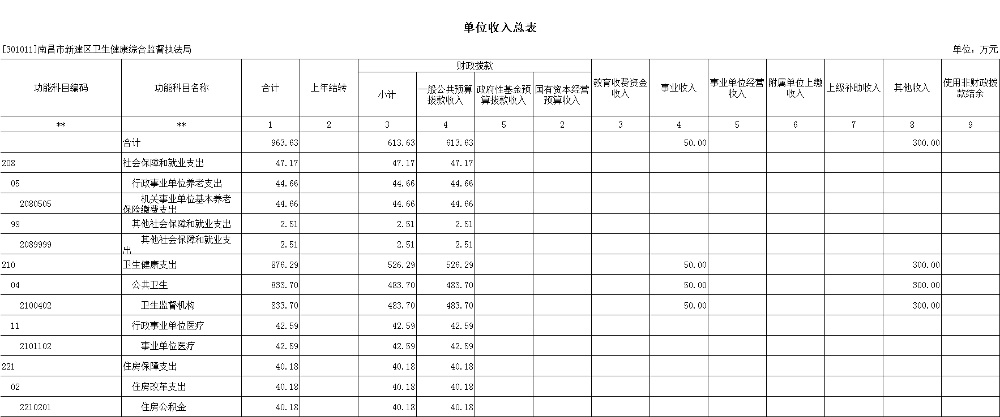 单位收入总表
[301011]南昌市新建区卫生健康综合监督执法局 单位：万元
功能科目编码 功能科目名称 合计 上年结转 财政拨款 教育收费资金收入 事业收入 事业单位经营收入 附属单位上缴收入 上级补助收入 其他收入 使用非财政拨款结余
小计 一般公共预算拨款收入 政府性基金预算拨款收入 国有资本经营预算收入
** ** 1 2 3 4 5 2 3 4 5 6 7 8 9
合计 963.63 613.63 613.63 50.00 300.00
208 社会保障和就业支出 47.17 47.17 47.17
05 行政事业单位养老支出 44.66 44.66 44.66
2080505 机关事业单位基本养老保险缴费支出 44.66 44.66 44.66
99 其他社会保障和就业支出 2.51 2.51 2.51
2089999 其他社会保障和就业支出 2.51 2.51 2.51
210 卫生健康支出 876.29 526.29 526.29 50.00 300.00
04 公共卫生 833.70 483.70 483.70 50.00 300.00
2100402 卫生监督机构 833.70 483.70 483.70 50.00 300.00
11 行政事业单位医疗 42.59 42.59 42.59
2101102 事业单位医疗 42.59 42.59 42.59
221 住房保障支出 40.18 40.18 40.18
02 住房改革支出 40.18 40.18 40.18
2210201 住房公积金 40.18 40.18 40.18